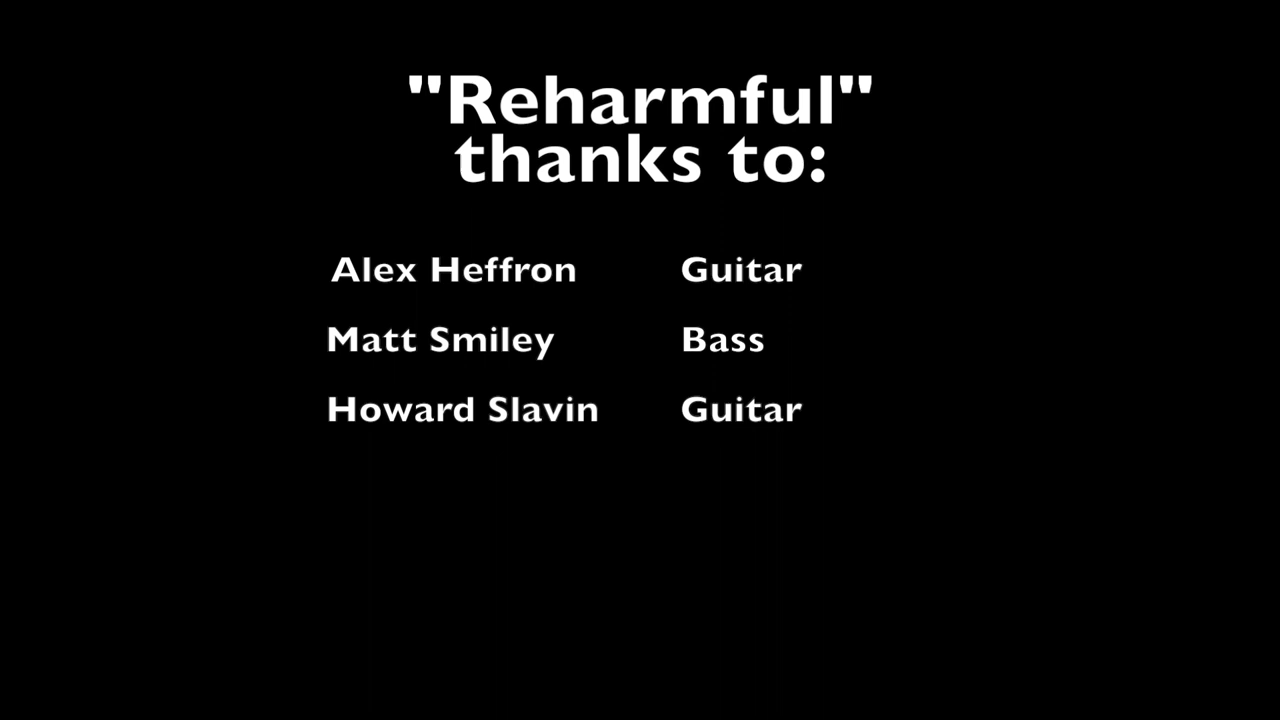 "Reharmful"
thanks to:
Alex Heffron Guitar
Matt Smiley Bass
Howard Slavin Guitar